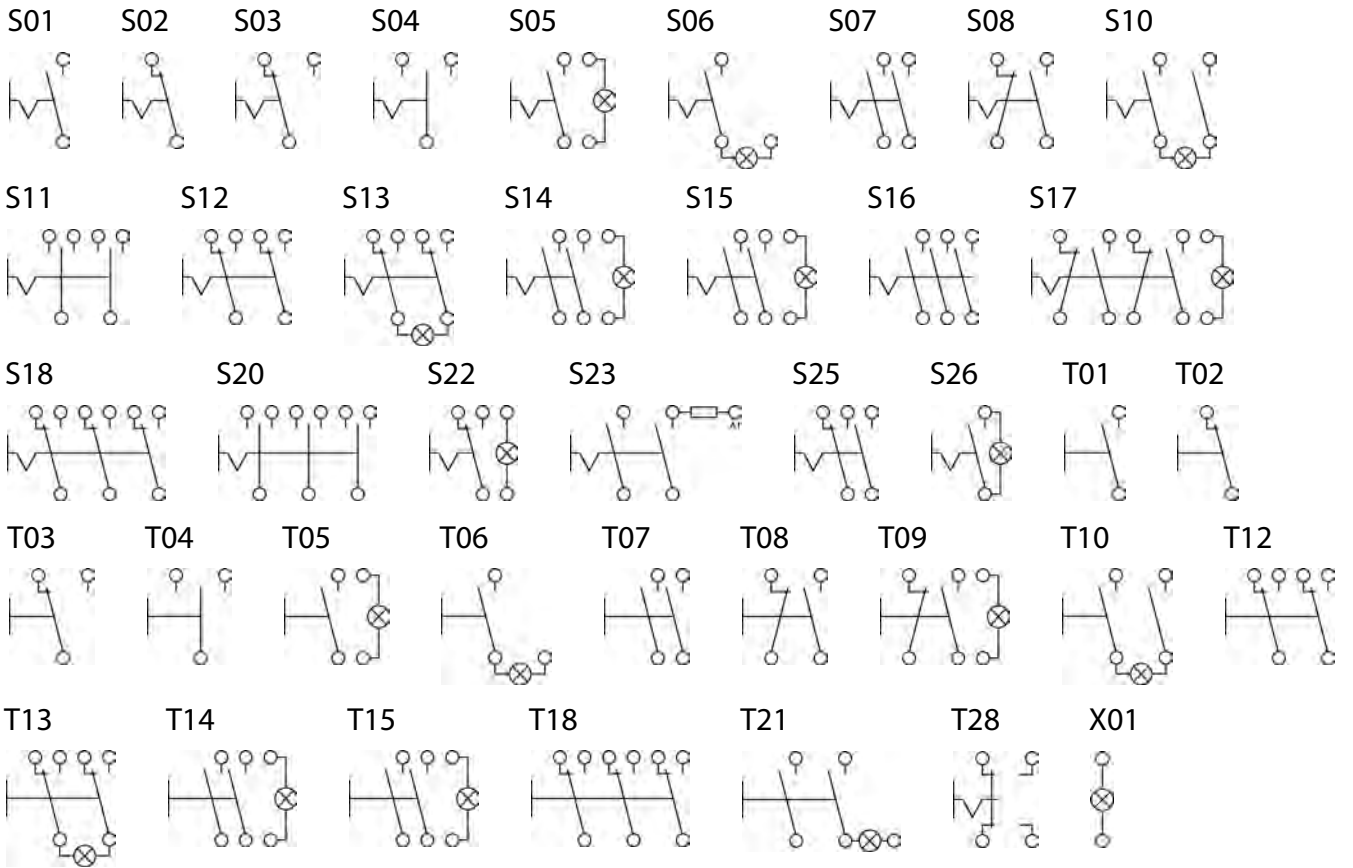 S01 S02 S03 S04 S05 S06 S07 S08 S10
S11 S12 S13 S14 S15 S16 S17
S18 S20 S22 S23 S25 S26 T01 T02
T03 T04 T05 T06 T07 T08 T09 T10 T12
T13 T14 T15 T18 T21 T28 X01